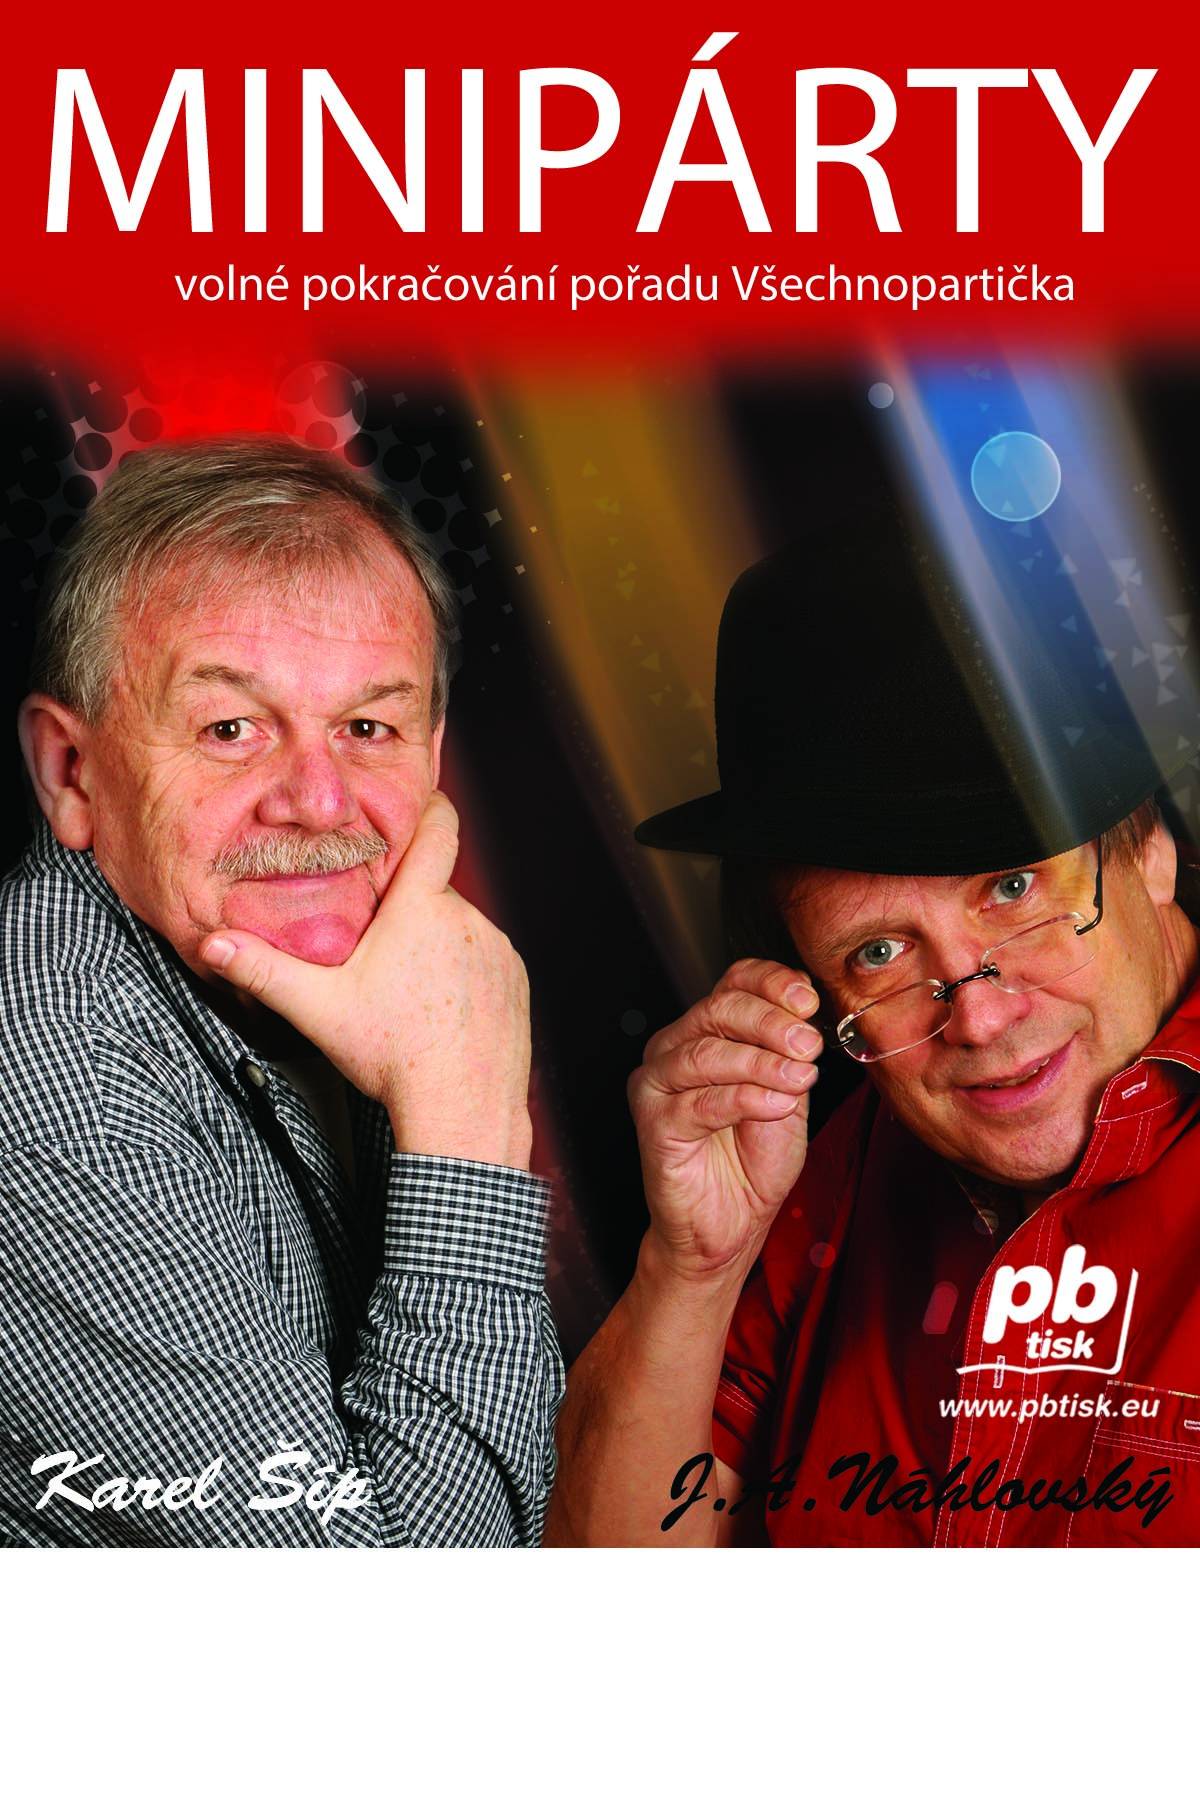 MINIPÁRTY
volné pokračování pořadu Všechnopartička
pb
tisk
www.pbtisk.eu
Karel Šíp
J.A.Náhlovský